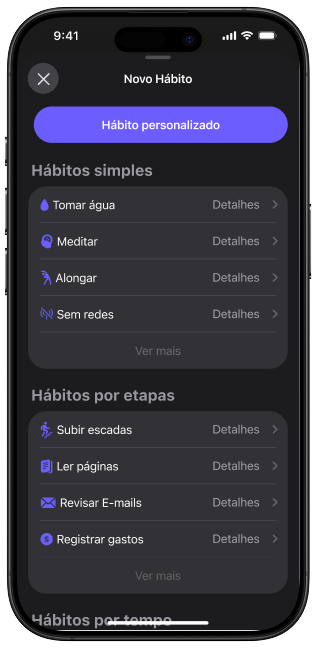 9:41
Novo Hábito
Hábito personalizado
Hábitos simples
Tomar água Detalhes
Meditar Detalhes
Alongar Detalhes
Sem redes Detalhes
Ver mais
Hábitos por etapas
Subir escadas Detalhes
Ler páginas Detalhes
Revisar E-mails Detalhes
Registrar gastos Detalhes
Ver mais
Hábitos por tempo